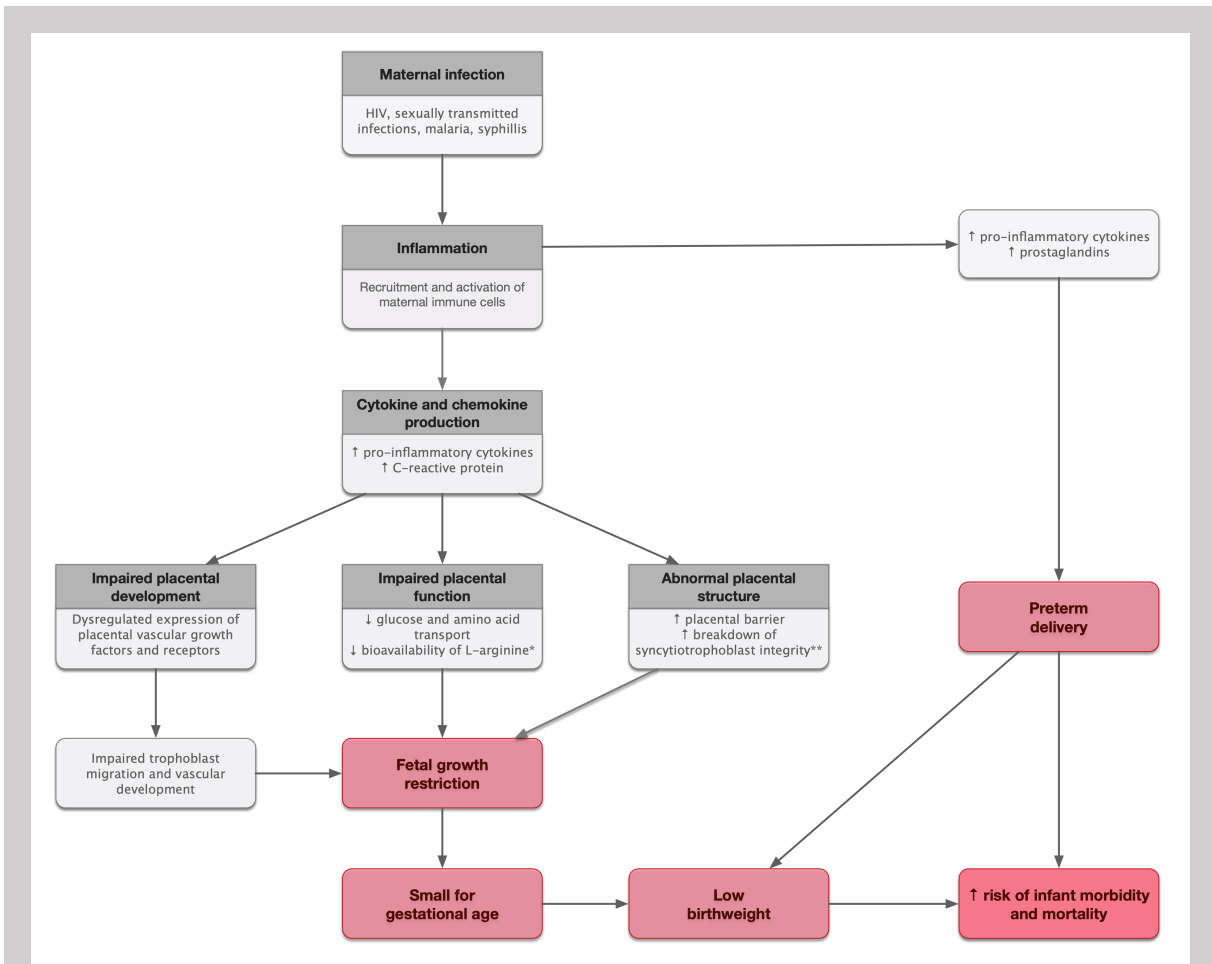 Maternal infection
HIV, sexually transmitted
infections, malaria, syphillis
Inflammation
Recruitment and activation of
maternal immune cells
↑ pro-inflammatory cytokines
↑ prostaglandins
Cytokine and chemokine
production
↑ pro-inflammatory cytokines
↑ C-reactive protein
Impaired placental
development
Dysregulated expression of
placental vascular growth
factors and receptors
Impaired placental
function
↓ glucose and amino acid
transport
↓ bioavailability of L-arginine*
Abnormal placental
structure
↑ placental barrier
↑ breakdown of
syncytiotrophoblast integrity**
Preterm
delivery
Impaired trophoblast
migration and vascular
development
Fetal growth
restriction
Small for
gestational age
Low
birthweight
↑ risk of infant morbidity
and mortality